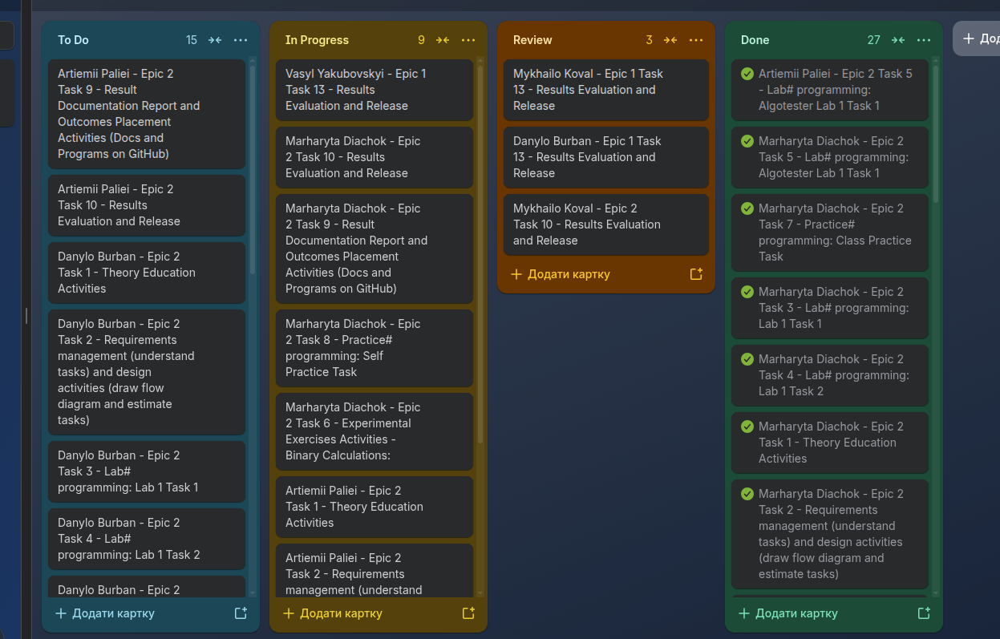 To Do 15
Artiemii Paliei - Epic 2
Task 9 - Result
Documentation Report and
Outcomes Placement
Activities (Docs and
Programs on GitHub)
Artiemii Paliei - Epic 2
Task 10 - Results
Evaluation and Release
Danylo Burban - Epic 2
Task 1 - Theory Education
Activities
Danylo Burban - Epic 2
Task 2 - Requirements
management (understand
tasks) and design
activities (draw flow
diagram and estimate
tasks)
Danylo Burban - Epic 2
Task 3 - Lab#
programming: Lab 1 Task 1
Danylo Burban - Epic 2
Task 4 - Lab#
programming: Lab 1 Task 2
Danylo Burban - Epic 2
Додати картку
In Progress 9
Vasyl Yakubovskyi - Epic 1
Task 13 - Results
Evaluation and Release
Marharyta Diachok - Epic
2 Task 10 - Results
Evaluation and Release
Marharyta Diachok - Epic
2 Task 9 - Result
Documentation Report and
Outcomes Placement
Activities (Docs and
Programs on GitHub)
Marharyta Diachok - Epic
2 Task 8 - Practice#
programming: Self
Practice Task
Marharyta Diachok - Epic
2 Task 6 - Experimental
Exercises Activities -
Binary Calculations:
Artiemii Paliei - Epic 2
Task 1 - Theory Education
Activities
Artiemii Paliei - Epic 2
Task 2 - Requirements
management (understand
Додати картку
Review 3
Mykhailo Koval - Epic 1 Task
13 - Results Evaluation and
Release
Danylo Burban - Epic 1 Task
13 - Results Evaluation and
Release
Mykhailo Koval - Epic 2
Task 10 - Results Evaluation
and Release
Додати картку
Done 27
Artiemii Paliei - Epic 2 Task 5
- Lab# programming:
Algotester Lab 1 Task 1
Marharyta Diachok - Epic 2
Task 5 - Lab# programming:
Algotester Lab 1 Task 1
Marharyta Diachok - Epic 2
Task 7 - Practice#
programming: Class Practice
Task
Marharyta Diachok - Epic 2
Task 3 - Lab# programming:
Lab 1 Task 1
Marharyta Diachok - Epic 2
Task 4 - Lab# programming:
Lab 1 Task 2
Marharyta Diachok - Epic 2
Task 1 - Theory Education
Activities
Marharyta Diachok - Epic 2
Task 2 - Requirements
management (understand
tasks) and design activities
(draw flow diagram and
estimate tasks)
Додати картку